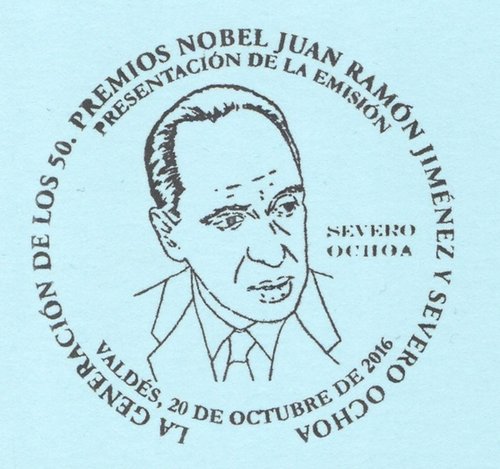 LA GENERACIÓN DE LOS 50. PREMIOS NOBEL JUAN RAMÓN JIMÉNEZ Y SEVERO OCHOA
PRESENTACIÓN DE LA EMISIÓN
SEVERO
OCHOA
VALDÉS, 20 DE OCTUBRE DE 2016